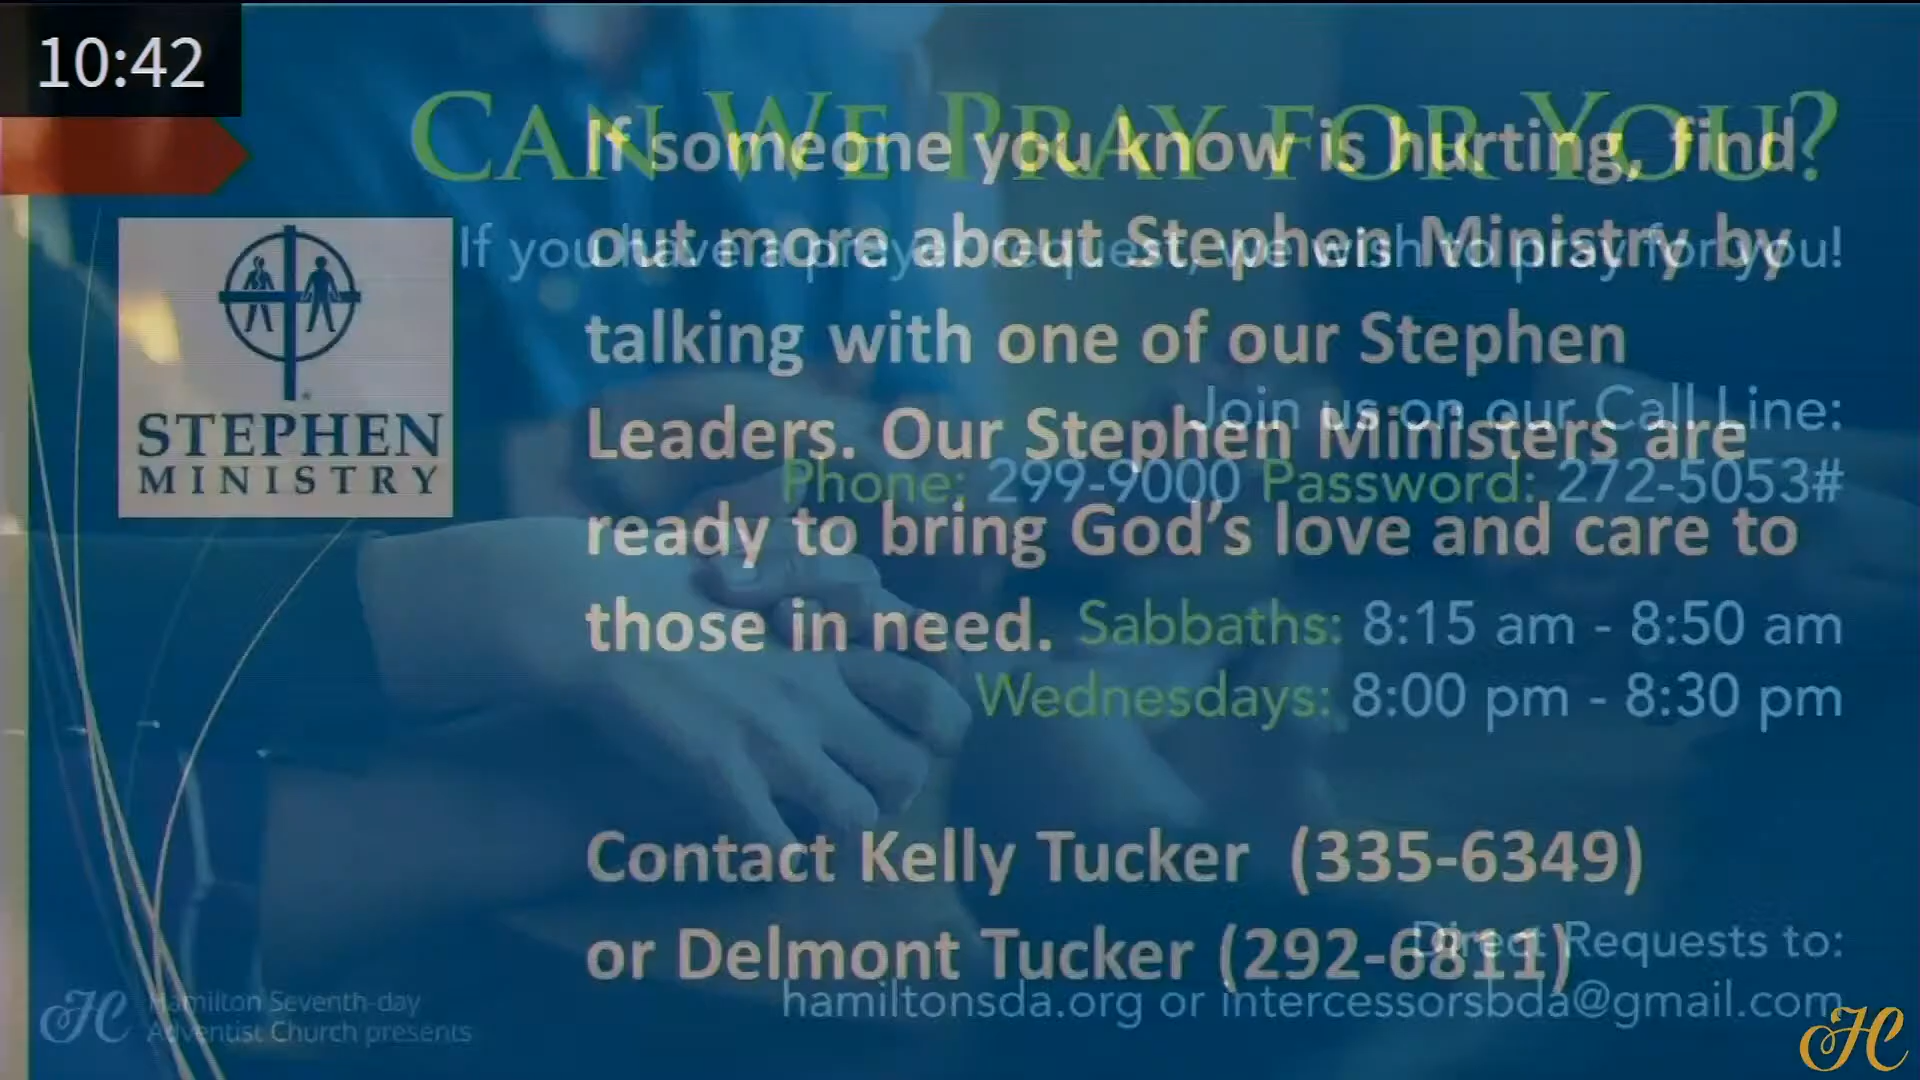 10:42
CAN WE PRAY FOR YOU?
If you have a prayer request, we wish to pray for you!
Join us on our Call Line:
Phone: 299-9000 Password: 272-5053#
Sabbaths: 8:15 am - 8:50 am
Wednesdays: 8:00 pm - 8:30 pm
Direct Requests to:
hamiltonsda.org or intercessorsbda@gmail.com
STEPHEN
MINISTRY
If someone you know is hurting, find
out more about Stephen Ministry by
talking with one of our Stephen
Leaders. Our Stephen Ministers are
ready to bring God’s love and care to
those in need.
Contact Kelly Tucker (335-6349)
or Delmont Tucker (292-6811)
HC Hamilton Seventh-day
Adventist Church presents
HC